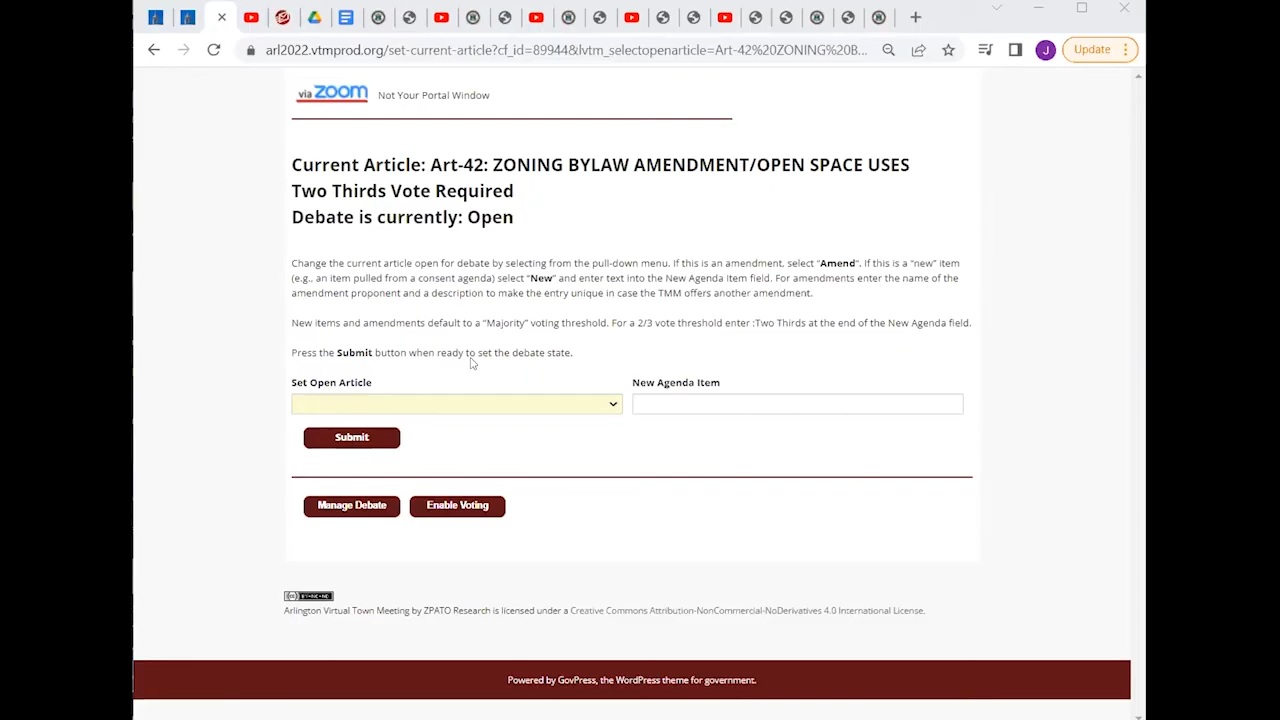 arl2022.vtmpod.org/set-current-article?cf_id=89944&lvtm_selectopenarticle=Art-42%20ZONING%20B...
J
Update
via zoom Not Your Portal Window
Current Article: Art-42: ZONING BYLAW AMENDMENT/OPEN SPACE USES
Two Thirds Vote Required
Debate is currently: Open
Change the current article open for debate by selecting from the pull-down menu. If this is an amendment, select "Amend". If this is a "new" item
(e.g.. an item pulled from a consent agenda) select "New" and enter text into the New Agenda Item field. For amendments enter the name of the
amendment proponent and a description to make the entry unique in case the TMM offers another amendment.
New items and amendments default to a "Majority" voting threshold. For a 2/3 vote threshold enter :Two Thirds at the end of the New Agenda field.
Press the Submit button when ready to set the debate state.
Set Open Article New Agenda Item
Submit
Manage Debate Enable Voting
(cc) BY-NC-ND
Arlington Virtual Town Meeting by ZPATO Research is licensed under a Creative Commons Attribution-NonCommercial-NoDerivatives 4.0 International License.
Powered by GovPress, the WordPress theme for government.